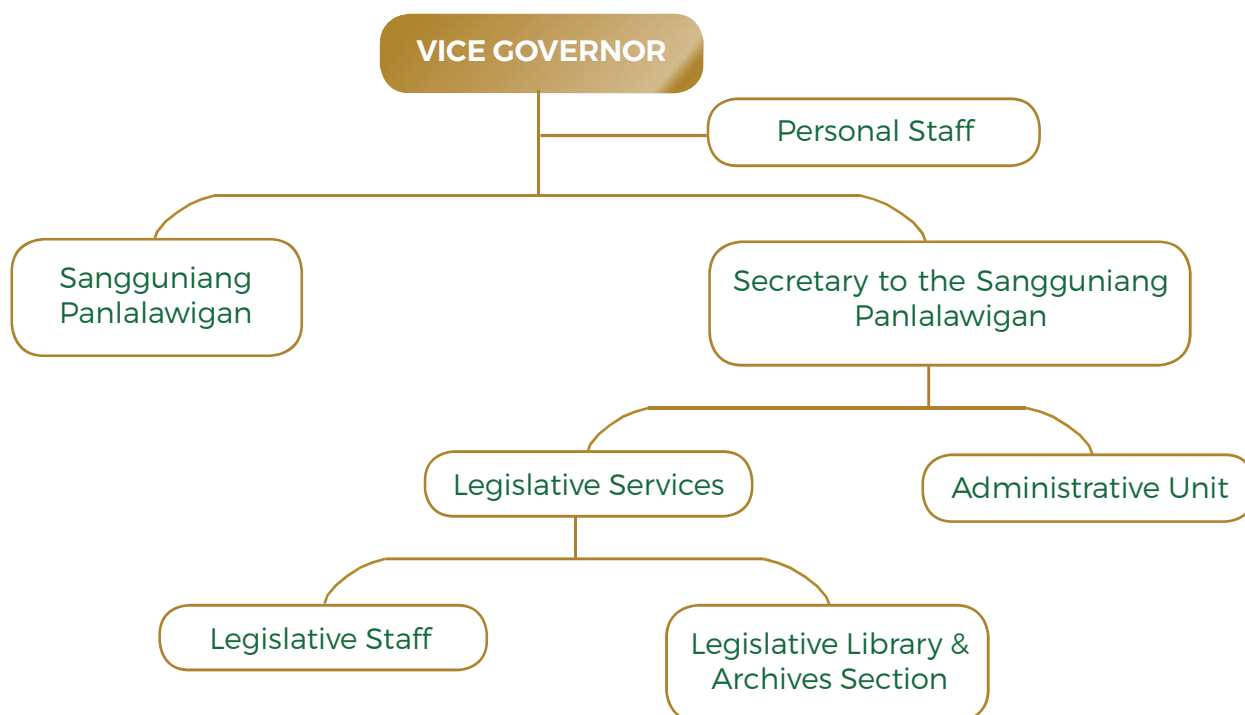 VICE GOVERNOR
Personal Staff
Sangguniang
Panlalawigan
Secretary to the Sangguniang
Panlalawigan
Legislative Services
Administrative Unit
Legislative Staff
Legislative Library &
Archives Section